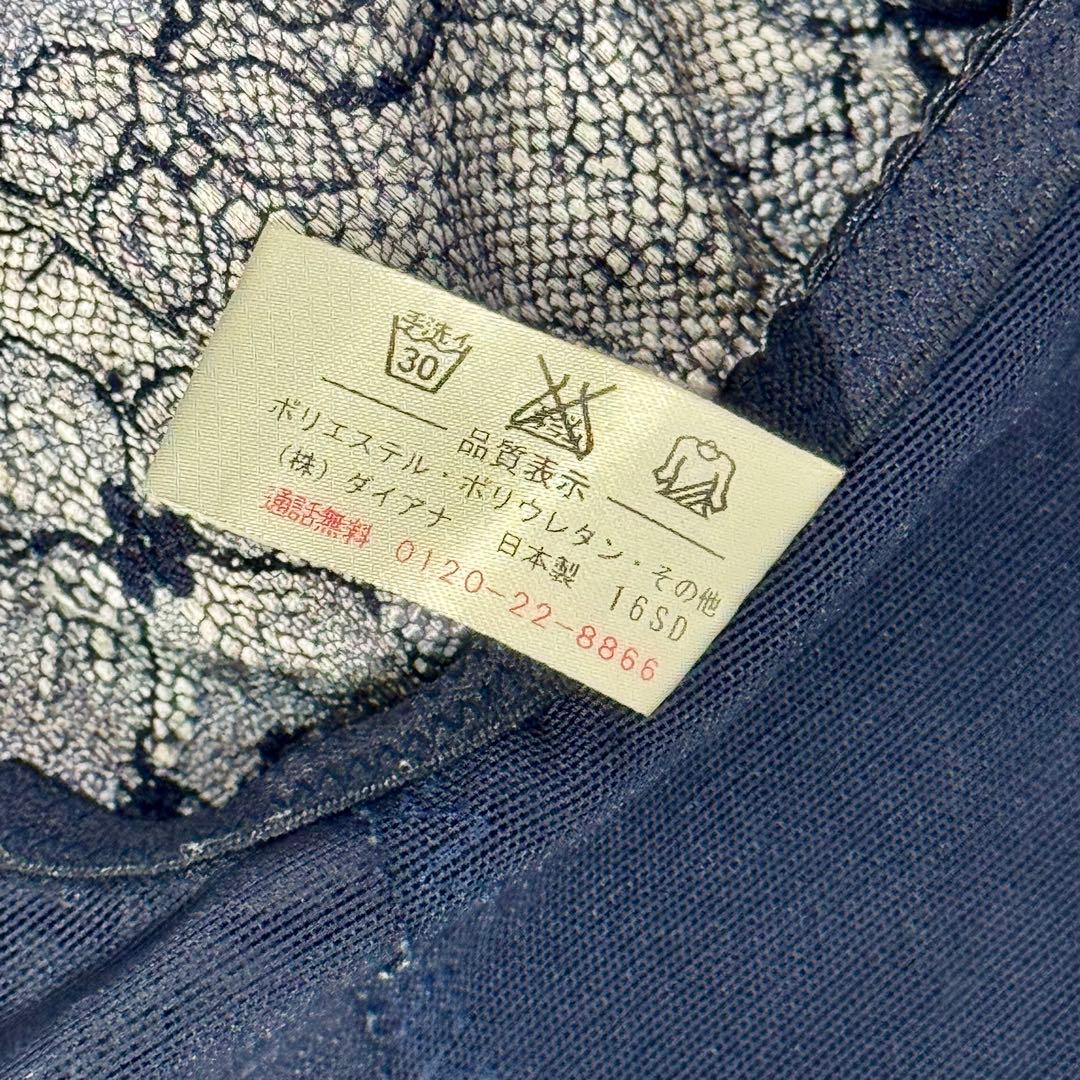 手洗イ
30
品質表示
ポリエステル・ポリウレタン・その他
(株) ダイアナ 日本製 16SD
通話無料 0120-22-8866